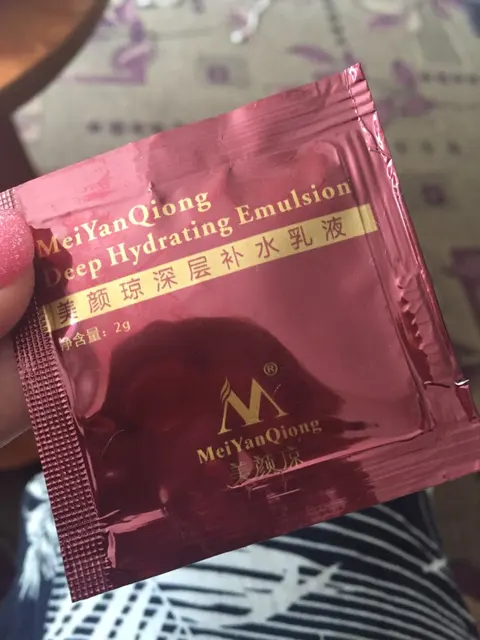 MeiYanQiong
Deep Hydrating Emulsion
美颜琼深层补水乳液
净含量：2g
®
MeiYanQiong
美颜琼